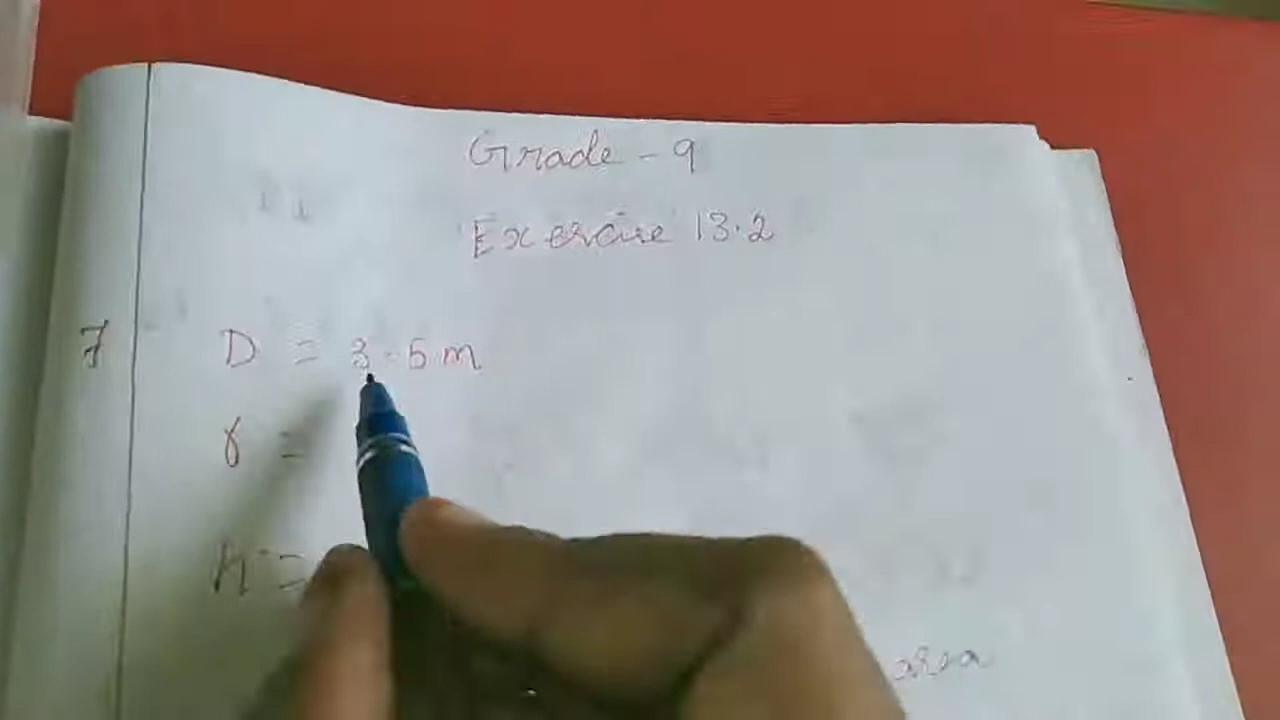 Grade - 9
Exercise 13.2
7 D = 3.5 m
r =
h =
area